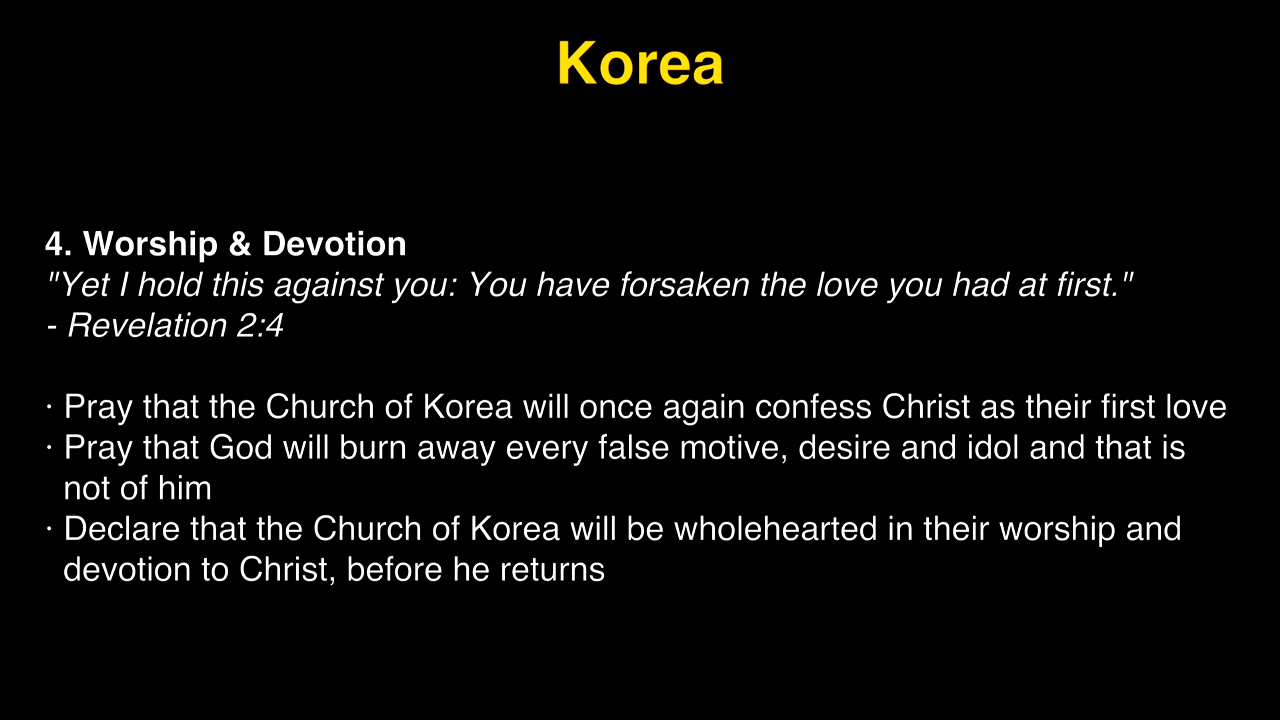 Korea
4. Worship & Devotion
"Yet I hold this against you: You have forsaken the love you had at first."
- Revelation 2:4
· Pray that the Church of Korea will once again confess Christ as their first love
· Pray that God will burn away every false motive, desire and idol and that is
not of him
· Declare that the Church of Korea will be wholehearted in their worship and
devotion to Christ, before he returns